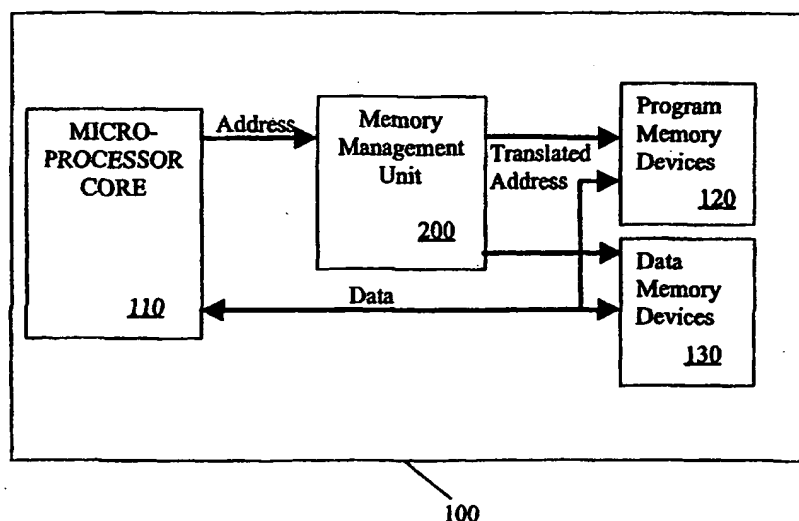 MICRO-
PROCESSOR
CORE
110
Address
Memory
Management
Unit
200
Translated
Address
Data
Program
Memory
Devices
120
Data
Memory
Devices
130
100